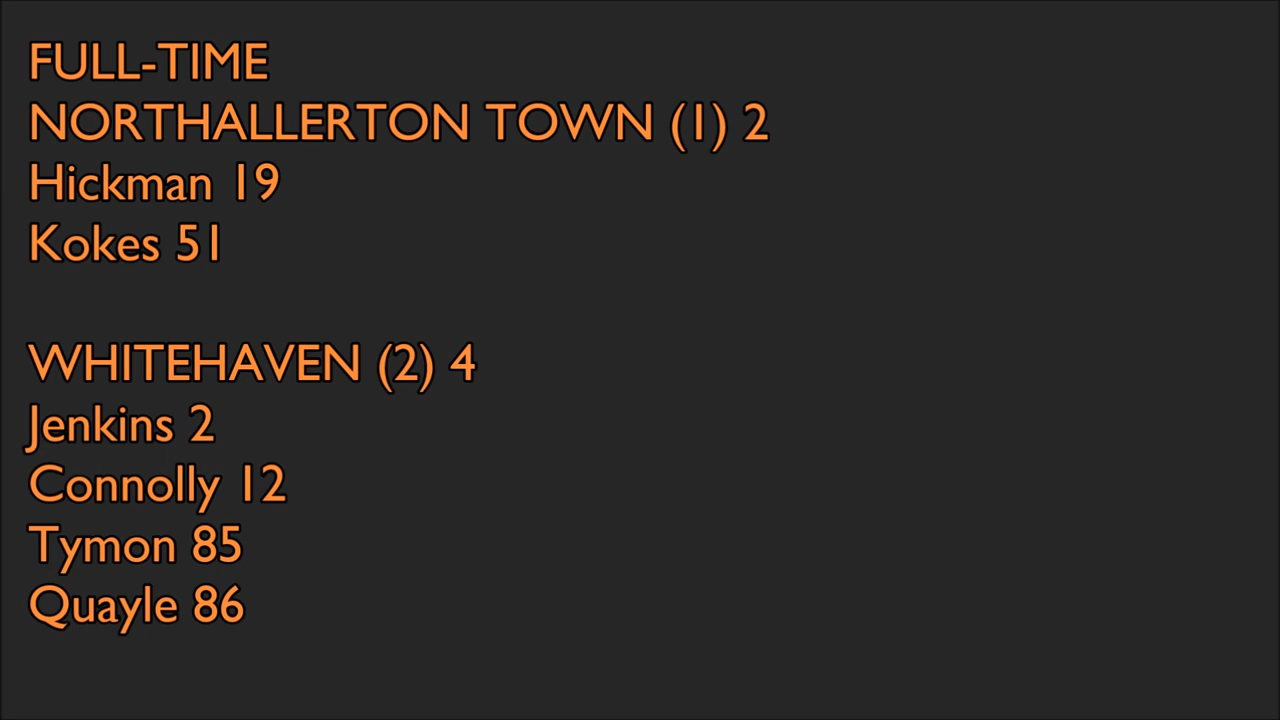 FULL-TIME
NORTHALLERTON TOWN (1) 2
Hickman 19
Kokes 51
WHITEHAVEN (2) 4
Jenkins 2
Connolly 12
Tymon 85
Quayle 86